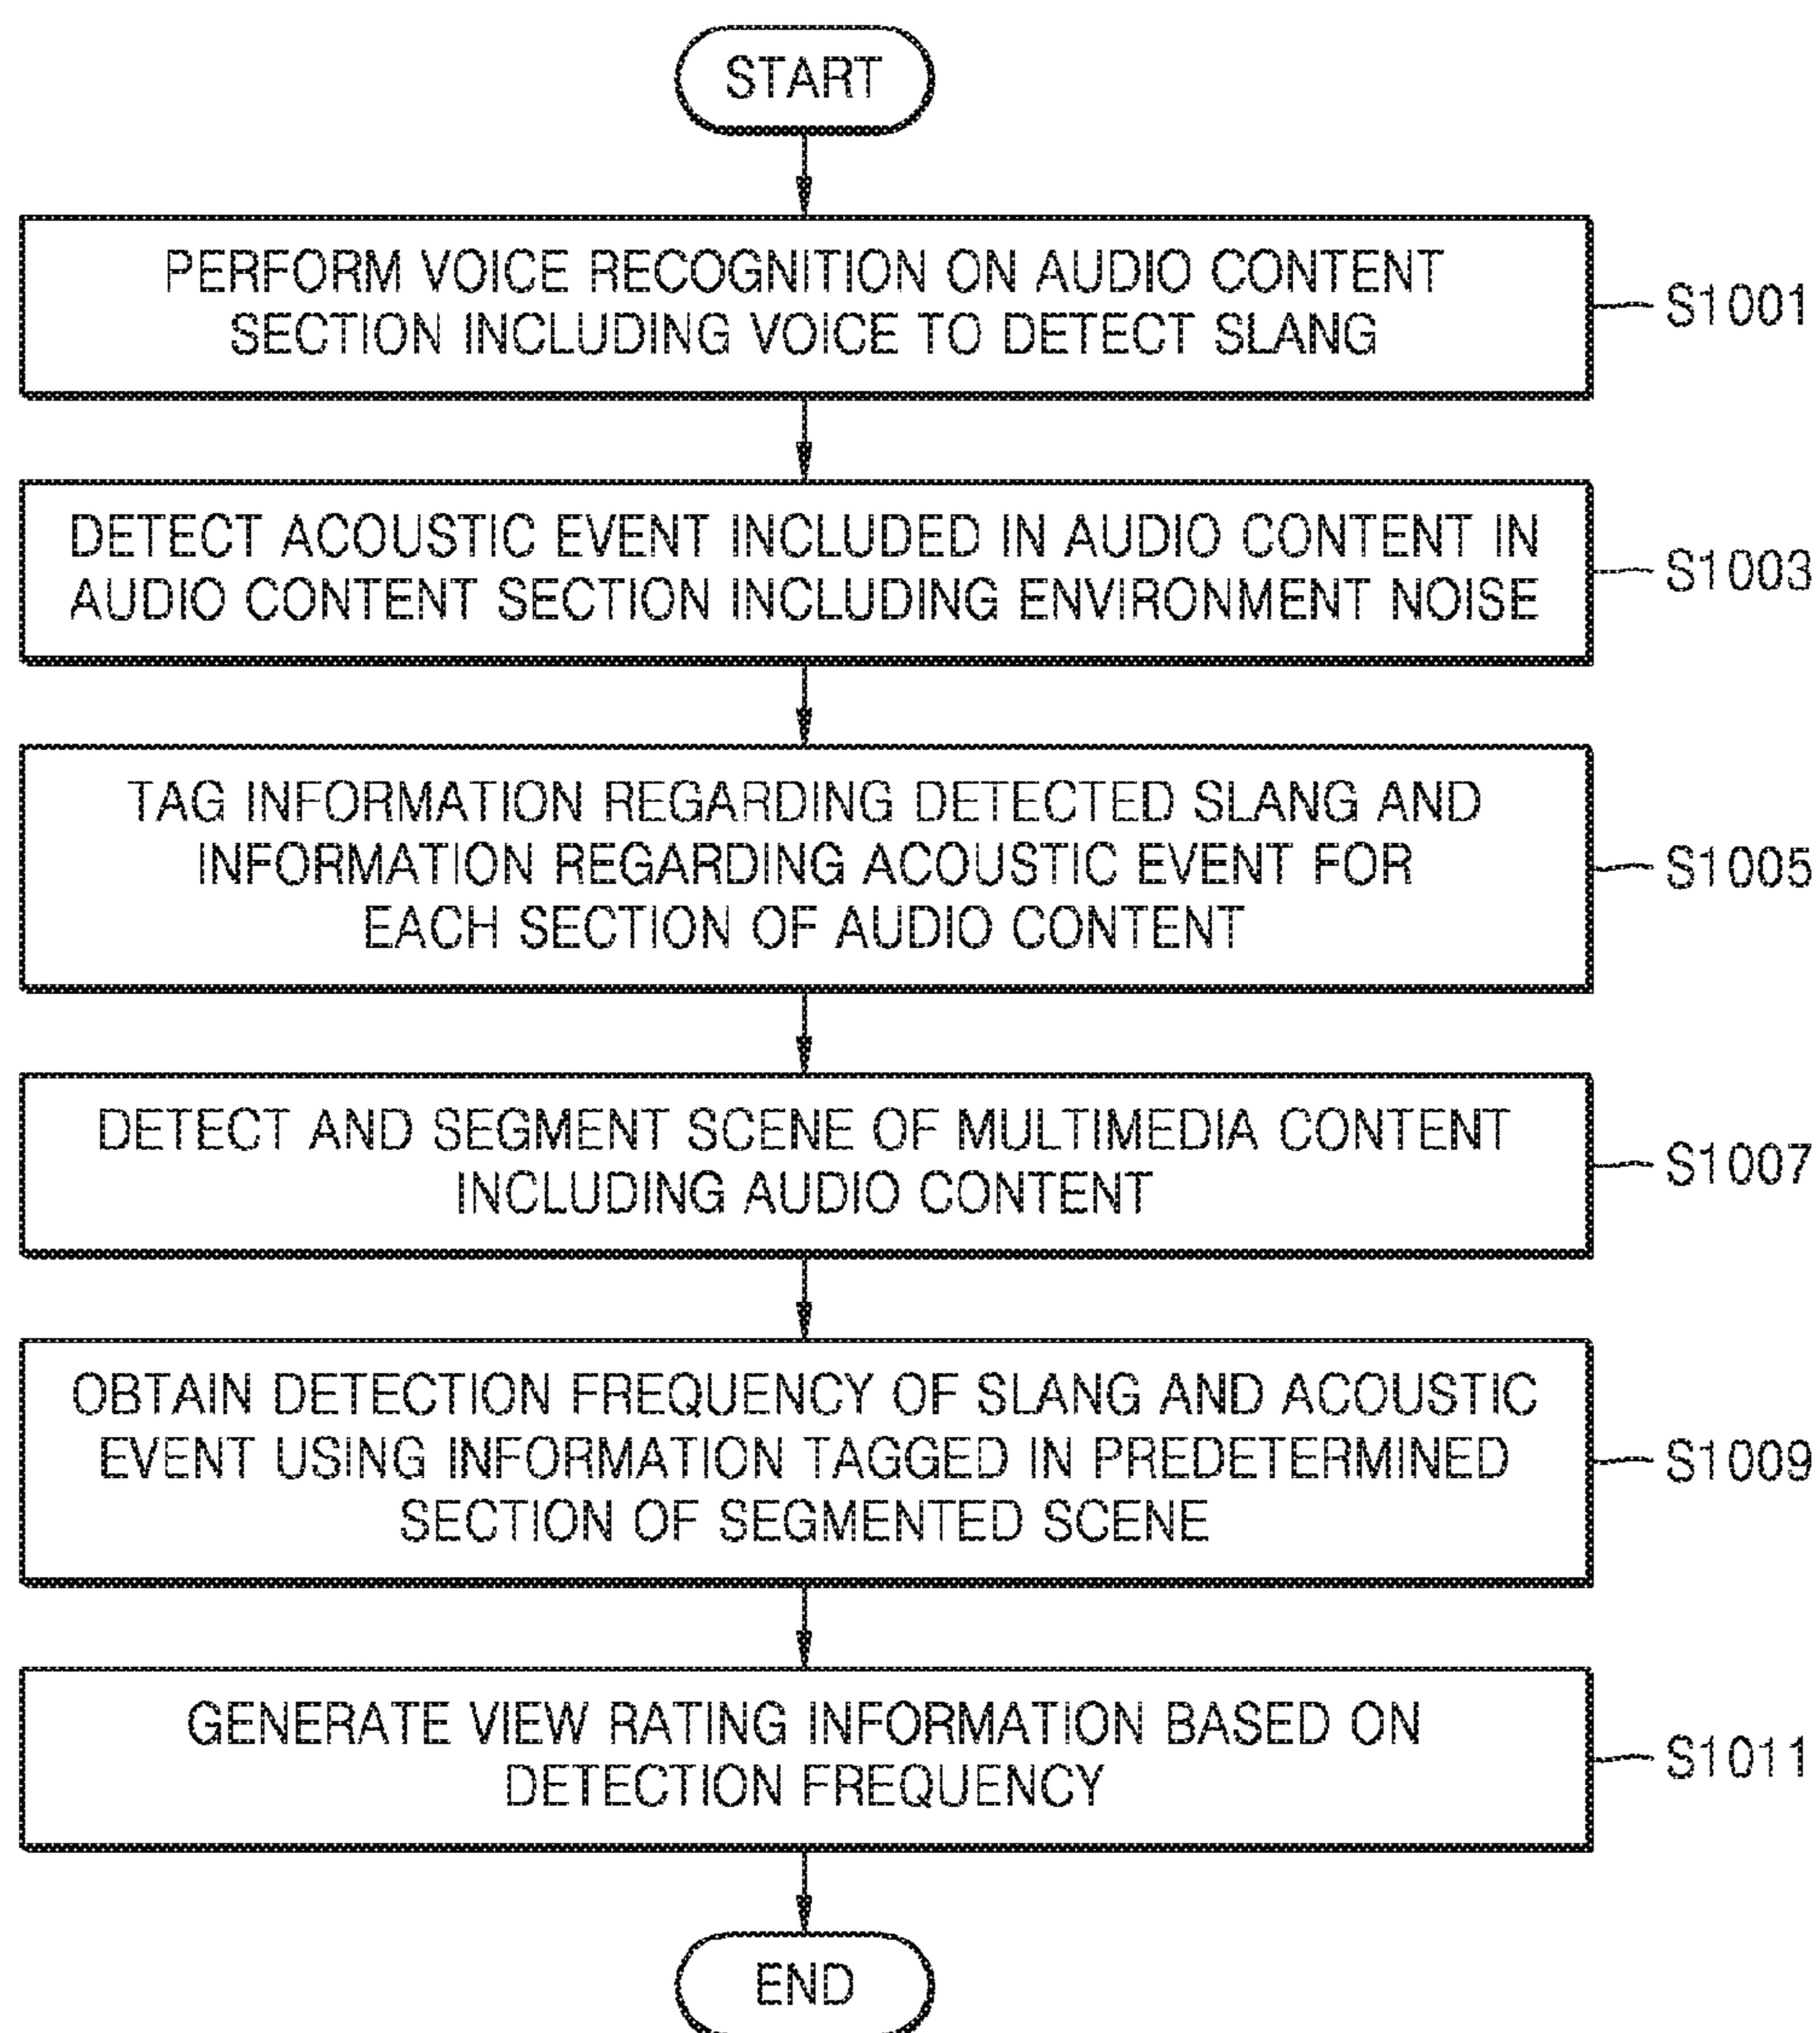 START
PERFORM VOICE RECOGNITION ON AUDIO CONTENT
SECTION INCLUDING VOICE TO DETECT SLANG
S1001
DETECT ACOUSTIC EVENT INCLUDED IN AUDIO CONTENT IN
AUDIO CONTENT SECTION INCLUDING ENVIRONMENT NOISE
S1003
TAG INFORMATION REGARDING DETECTED SLANG AND
INFORMATION REGARDING ACOUSTIC EVENT FOR
EACH SECTION OF AUDIO CONTENT
S1005
DETECT AND SEGMENT SCENE OF MULTIMEDIA CONTENT
INCLUDING AUDIO CONTENT
S1007
OBTAIN DETECTION FREQUENCY OF SLANG AND ACOUSTIC
EVENT USING INFORMATION TAGGED IN PREDETERMINED
SECTION OF SEGMENTED SCENE
S1009
GENERATE VIEW RATING INFORMATION BASED ON
DETECTION FREQUENCY
S1011
END